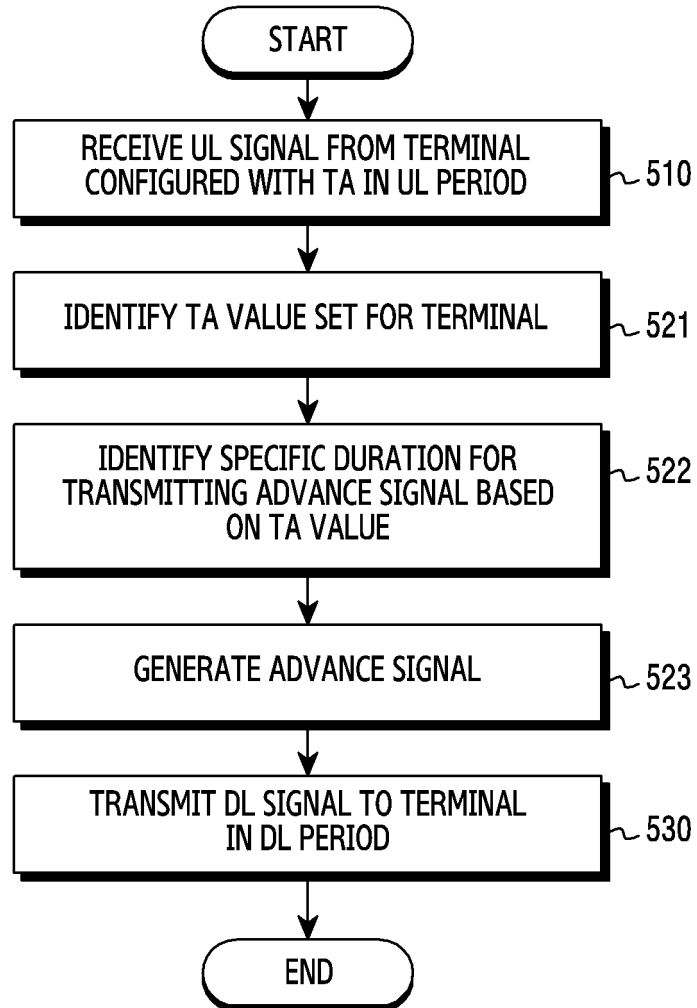 START
RECEIVE UL SIGNAL FROM TERMINAL
CONFIGURED WITH TA IN UL PERIOD
510
IDENTIFY TA VALUE SET FOR TERMINAL
521
IDENTIFY SPECIFIC DURATION FOR
TRANSMITTING ADVANCE SIGNAL BASED
ON TA VALUE
522
GENERATE ADVANCE SIGNAL
523
TRANSMIT DL SIGNAL TO TERMINAL
IN DL PERIOD
530
END